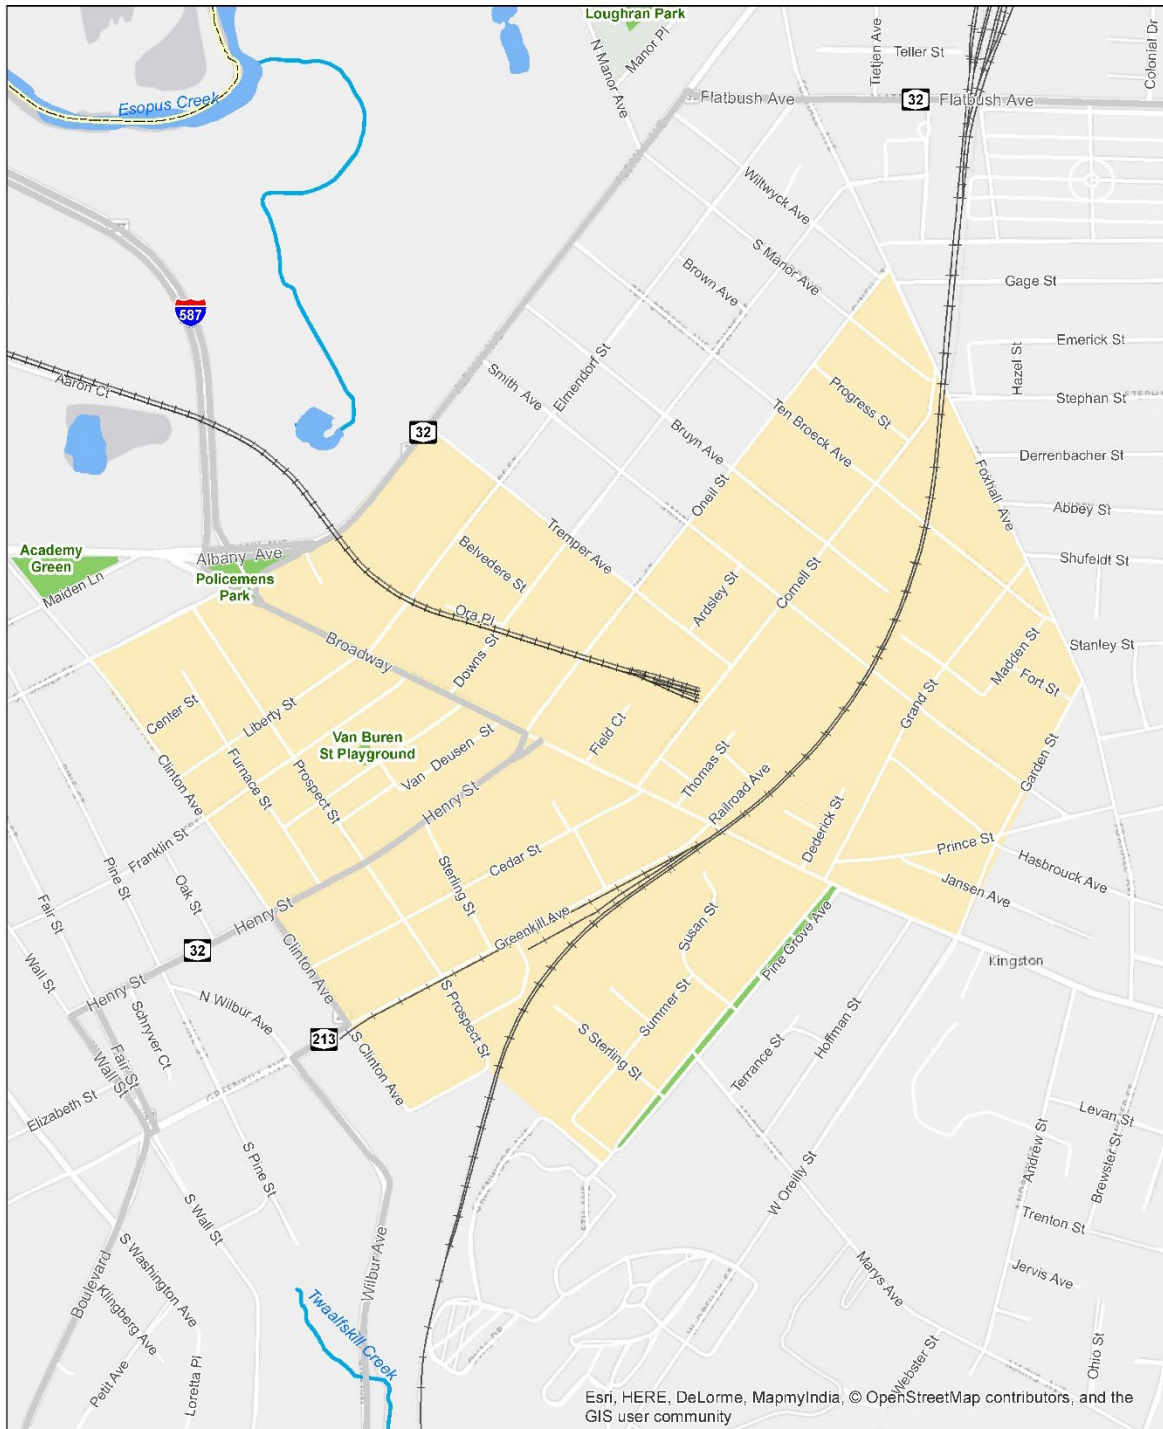 Loughran Park
N Manor Ave
Manor Pl
Tietjen Ave
Teller St
Colonial Dr
Esopus Creek
Flatbush Ave
32
Flatbush Ave
Wiltwyck Ave
S Manor Ave
Brown Ave
Gage St
587
Emerick St
Hazel St
Elmendorf St
Smith Ave
Aaron Ct
Progress St
Stephan St
Ten Broeck Ave
32
Bruyn Ave
Oneil St
Derrenbacher St
Foxhall Ave
Abbey St
Tremper Ave
Academy
Green
Albany Ave
Belvedere St
Shufeldt St
Policemens
Park
Maiden Ln
Ardsley St
Cornell St
Ora Pl
Broadway
Downs St
Madden St
Stanley St
Fort St
Grand St
Center St
Liberty St
Van Buren
St Playground
Field Ct
Van Deusen St
Clinton Ave
Furnace St
Prospect St
Thomas St
Railroad Ave
Garden St
Henry St
Franklin St
Dederick St
Prince St
Hasbrouck Ave
Cedar St
Sterling St
Pine St
Oak St
Jansen Ave
Fair St
Henry St
Greenkill Ave
Susan St
Pine Grove Ave
32
Clinton Ave
Kingston
Wall St
Henry St
N Wilbur Ave
Schryver Ct
S Prospect St
Summer St
Hoffman St
213
S Clinton Ave
S Sterling St
Terrance St
Fair St
Wall St
Elizabeth St
Levan St
Andrew St
Brewster St
S Pine St
W Oreilly St
S Wall St
Trenton St
Boulevard
S Washington Ave
Wilbur Ave
Marys Ave
Jervis Ave
Klingberg Ave
Twaalfskill Creek
Petit Ave
Loretta Pl
Webster St
Ohio St
Esri, HERE, DeLorme, MapmyIndia, © OpenStreetMap contributors, and the
GIS user community